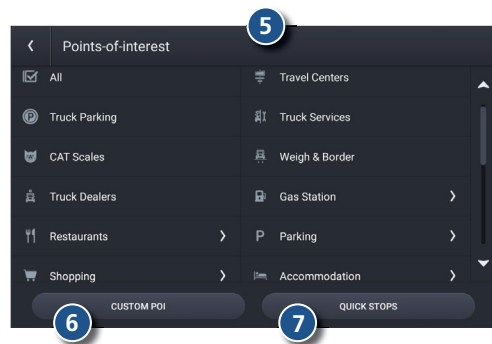 5
Points-of-interest
All
Travel Centers
Truck Parking
Truck Services
CAT Scales
Weigh & Border
Truck Dealers
Gas Station
Restaurants
P Parking
Shopping
Accommodation
CUSTOM POI
QUICK STOPS
6
7